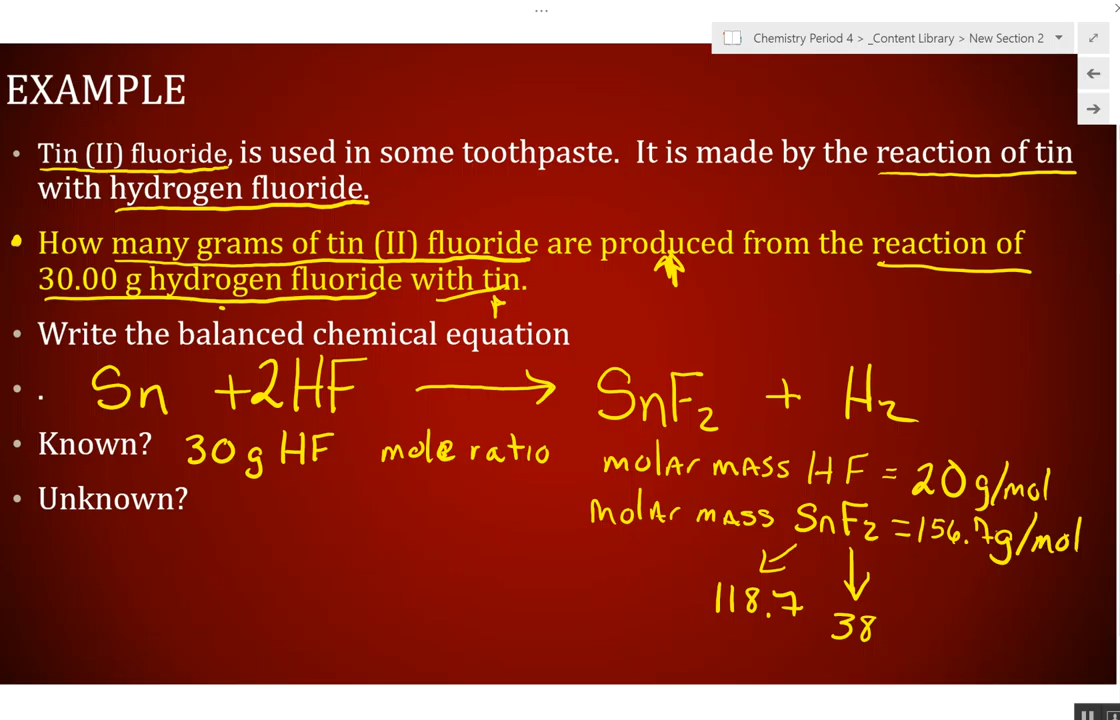 Chemistry Period 4 > _Content Library > New Section 2
EXAMPLE
• Tin (II) fluoride, is used in some toothpaste. It is made by the reaction of tin
with hydrogen fluoride.
• How many grams of tin (II) fluoride are produced from the reaction of
30.00 g hydrogen fluoride with tin.
• Write the balanced chemical equation
• . Sn + 2HF → SnF₂ + H₂
• Known? 30 g HF mole ratio molar mass HF = 20 g/mol
• Unknown? molar mass SnF₂ = 156.7 g/mol
118.7 38